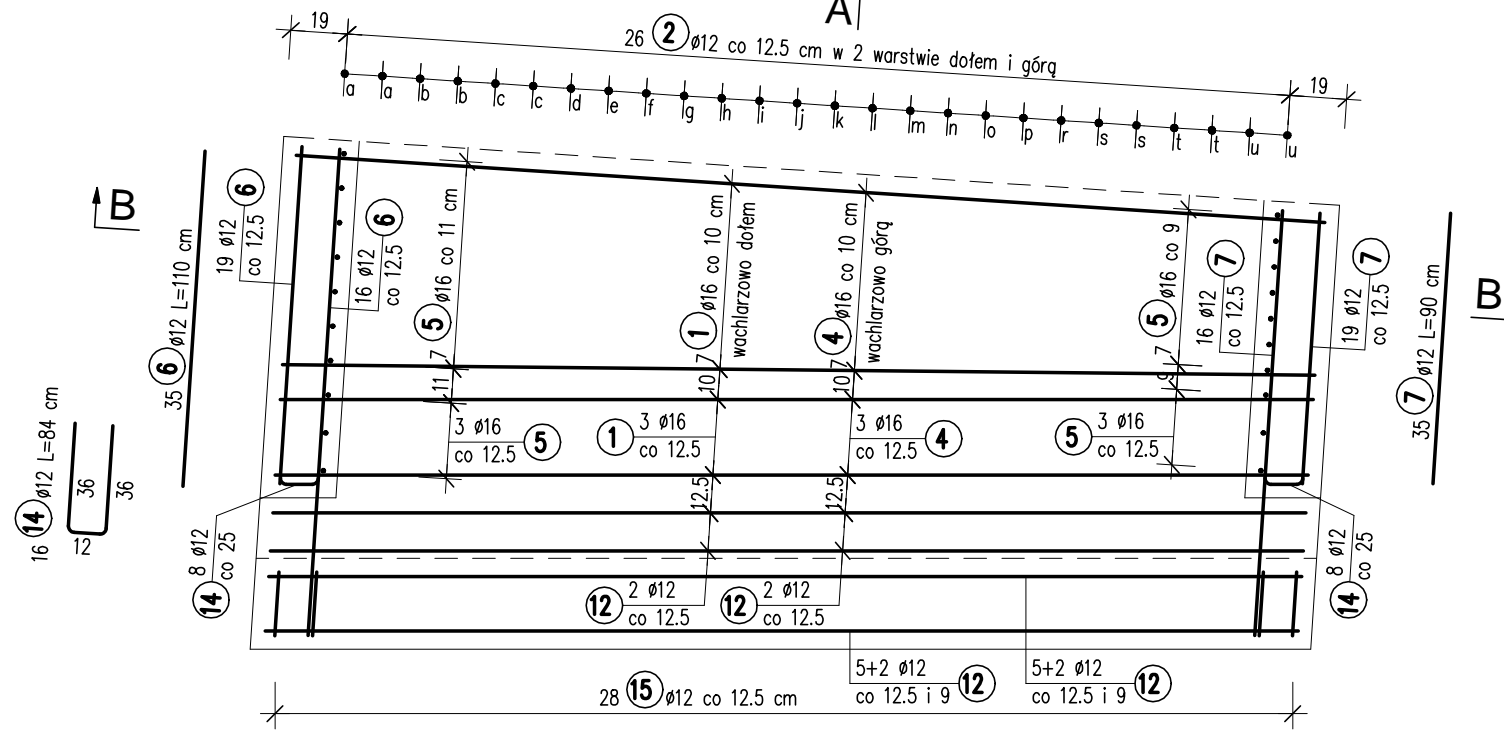 A
19
26 2 ø12 co 12.5 cm w 2 warstwie dołem i górą
19
a a b b c c d e f g h i j k l m n o p r s s t t u u
B
B
6
19 ø12
co 12.5
6
16 ø12
co 12.5
35 6 ø12 L=110 cm
5 ø16 co 11 cm
7
11
1 ø16 co 10 cm
wachlarzowo dołem
7
10
4 ø16 co 10 cm
wachlarzowo górą
7
10
5 ø16 co 9
7
9
7
16 ø12
co 12.5
7
19 ø12
co 12.5
35 7 ø12 L=90 cm
3 ø16
co 12.5
5
1
3 ø16
co 12.5
3 ø16
co 12.5
4
5
3 ø16
co 12.5
16 14 ø12 L=84 cm
36
36
12
12.5
12.5
8 ø12
co 25
14
8 ø12
co 25
14
12
2 ø12
co 12.5
12
2 ø12
co 12.5
5+2 ø12
co 12.5 i 9
12
5+2 ø12
co 12.5 i 9
12
28 15 ø12 co 12.5 cm